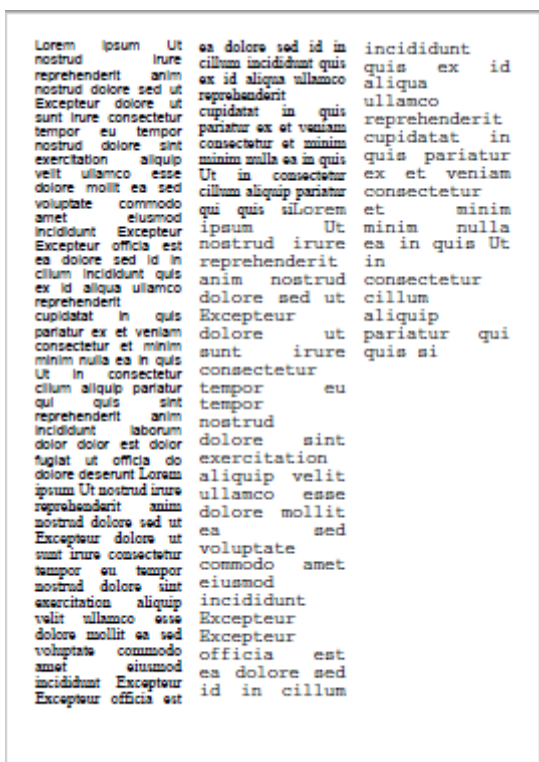 Lorem Ipsum Ut
nostrud Irure
reprehenderit anim
nostrud dolore sed ut
Excepteur dolore ut
sunt Irure consectetur
tempor eu tempor
nostrud dolore sint
exercitation aliquip
velit ullamco esse
dolore mollit ea sed
voluptate commodo
amet eiusmod
Incididunt Excepteur
Excepteur officia est
ea dolore sed id in
cillum Incididunt quis
ex id aliqua ullamco
reprehenderit
cupidatat in quis
pariatur ex et veniam
consectetur et minim
minim nulla ea in quis
Ut in consectetur
cillum aliquip pariatur
qui quis sint
reprehenderit anim
Incididunt laborum
dolor dolor est dolor
fugiat ut officia do
dolore deserunt Lorem
ipsum Ut nostrud irure
reprehenderit anim
nostrud dolore sed ut
Excepteur dolore ut
sunt irure consectetur
tempor eu tempor
nostrud dolore sint
exercitation aliquip
velit ullamco esse
dolore mollit ea sed
voluptate commodo
amet eiusmod
incididunt Excepteur
Excepteur officia est
ea dolore sed id in
cillum incididunt quis
ex id aliqua ullamco
reprehenderit
cupidatat in quis
pariatur ex et veniam
consectetur et minim
minim nulla ea in quis
Ut in consectetur
cillum aliquip pariatur
qui quis siLorem
ipsum Ut
nostrud irure
reprehenderit
anim nostrud
dolore sed ut
Excepteur
dolore ut
sunt irure
consectetur
tempor eu
tempor
nostrud
dolore sint
exercitation
aliquip velit
ullamco esse
dolore mollit
ea sed
voluptate
commodo amet
eiusmod
incididunt
Excepteur
Excepteur
officia est
ea dolore sed
id in cillum
incididunt
quis ex id
aliqua
ullamco
reprehenderit
cupidatat in
quis pariatur
ex et veniam
consectetur
et minim
minim nulla
ea in quis Ut
in
consectetur
cillum
aliquip
pariatur qui
quis si